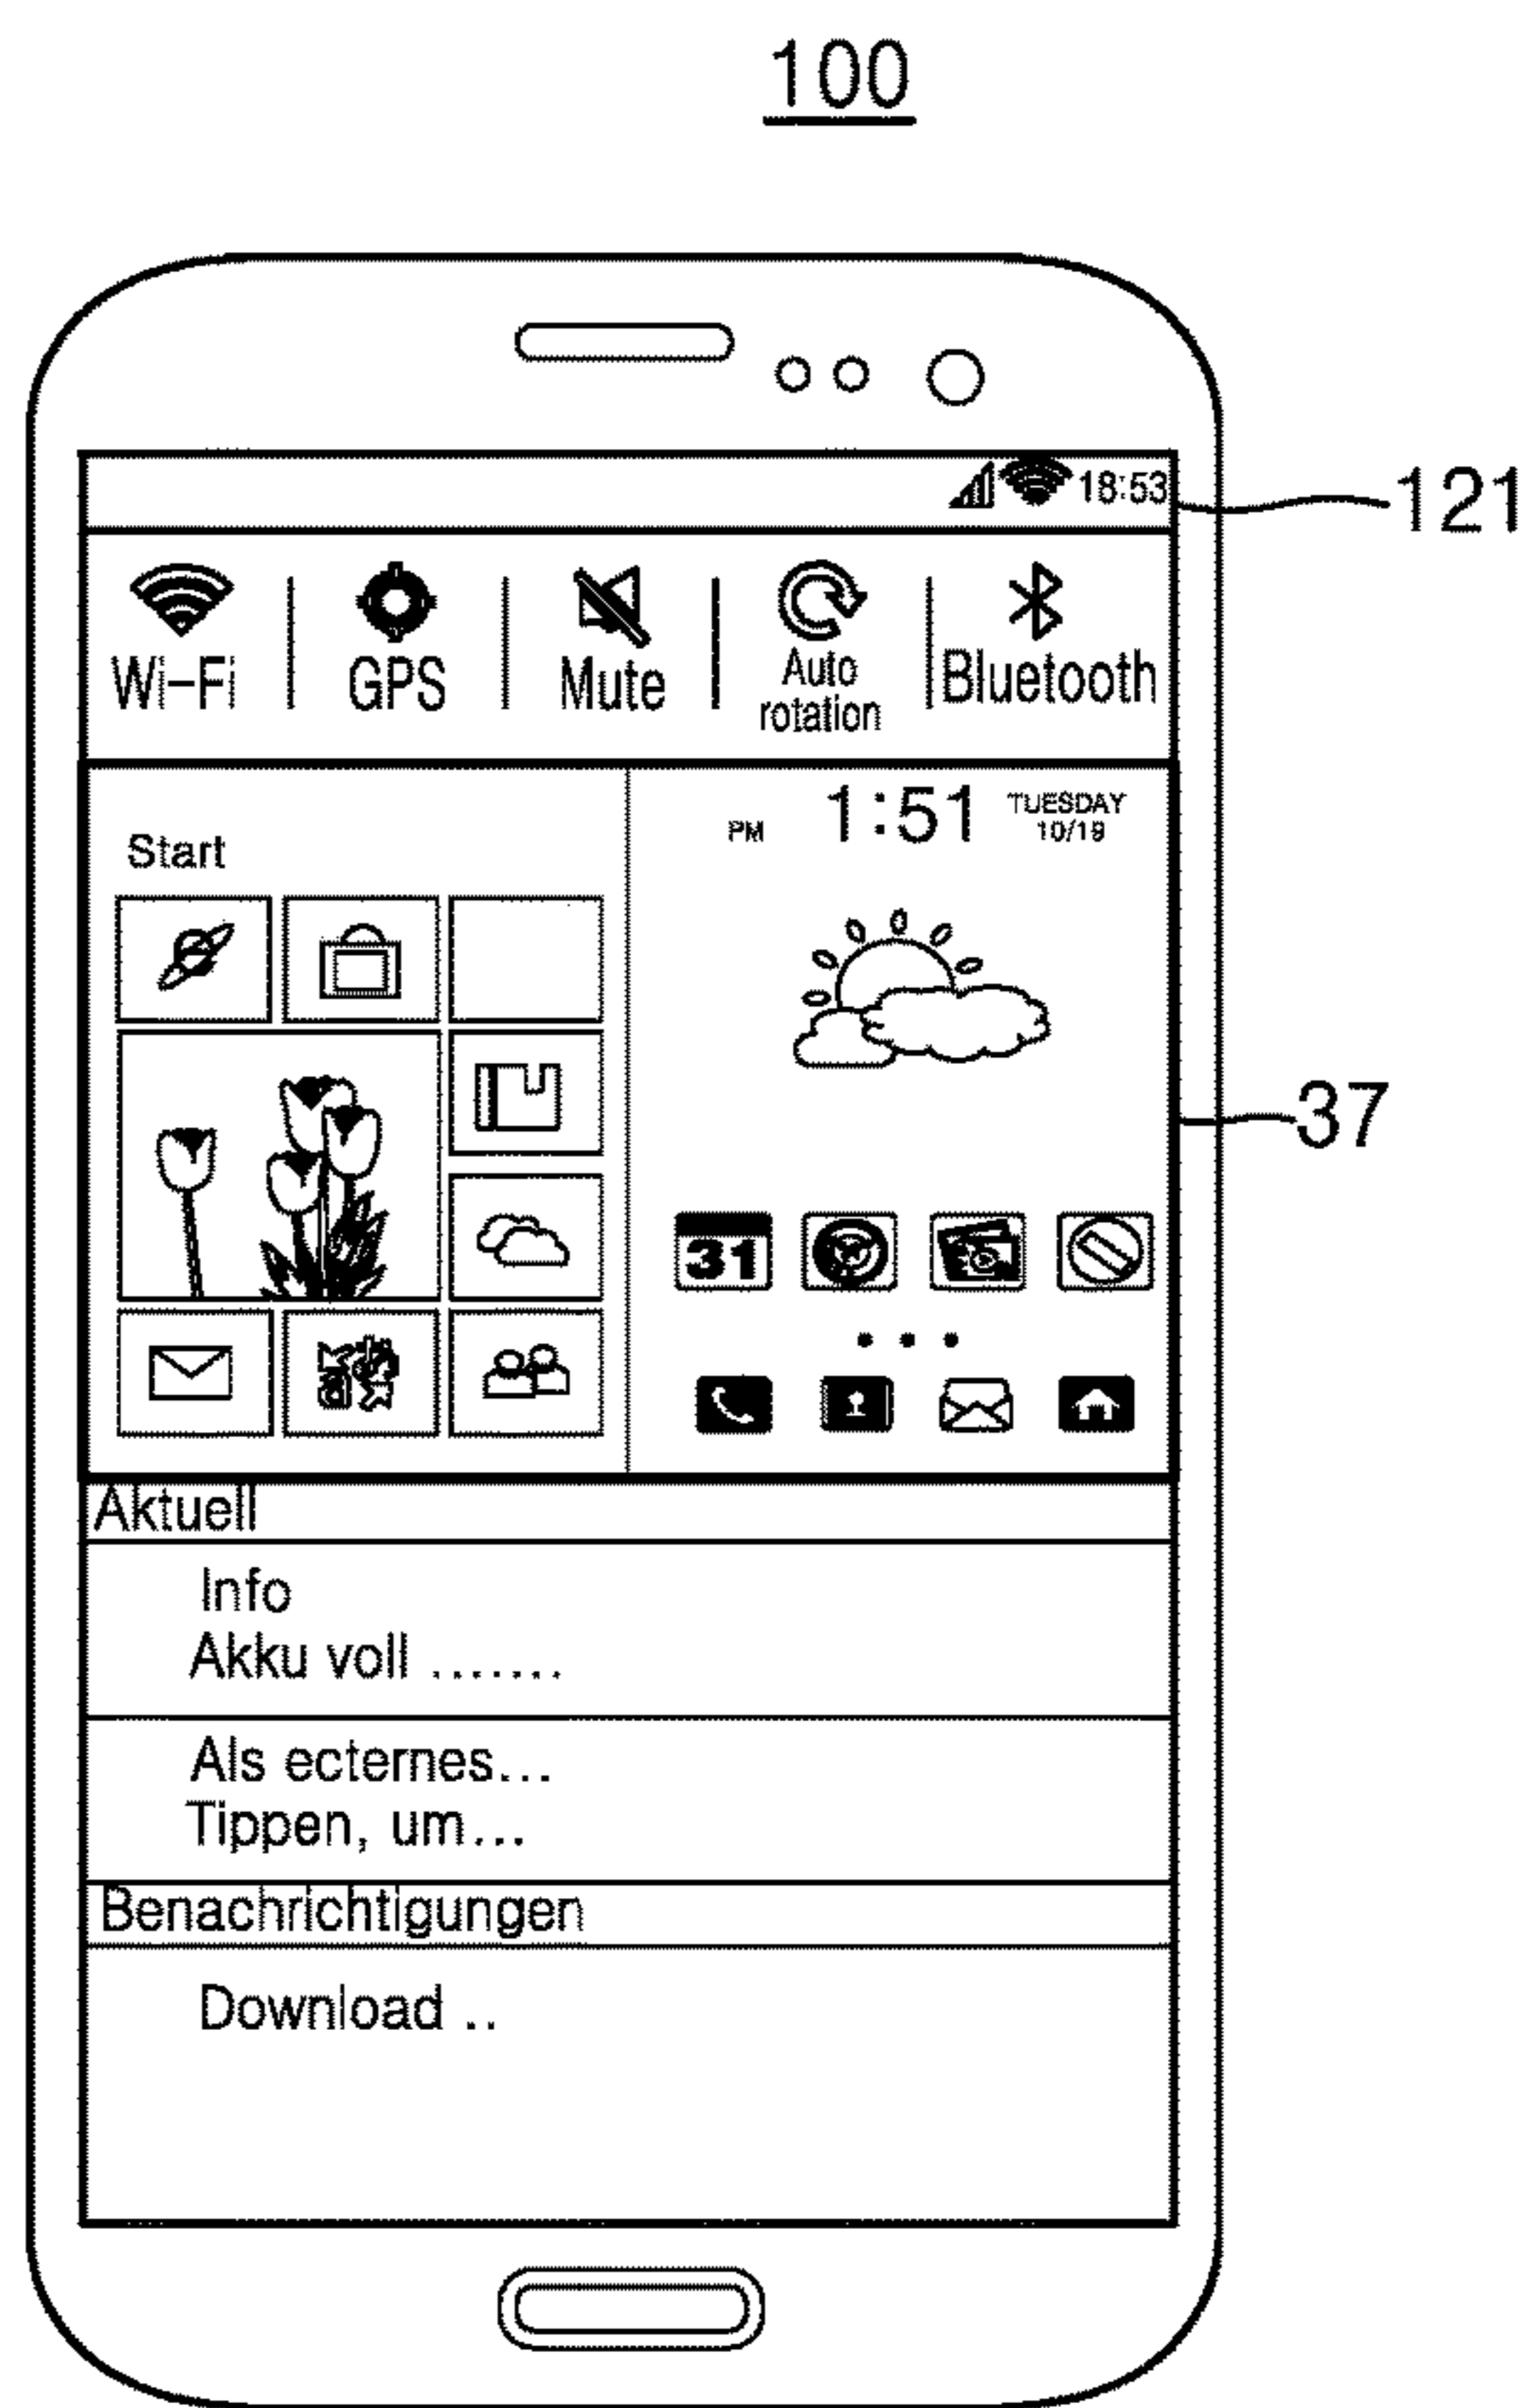 100
18:53
121
Wi-Fi
GPS
Mute
Auto
rotation
Bluetooth
Start
PM
1:51
TUESDAY
10/19
37
31
Aktuell
Info
Akku voll .......
Als ecternes...
Tippen, um...
Benachrichtigungen
Download ..